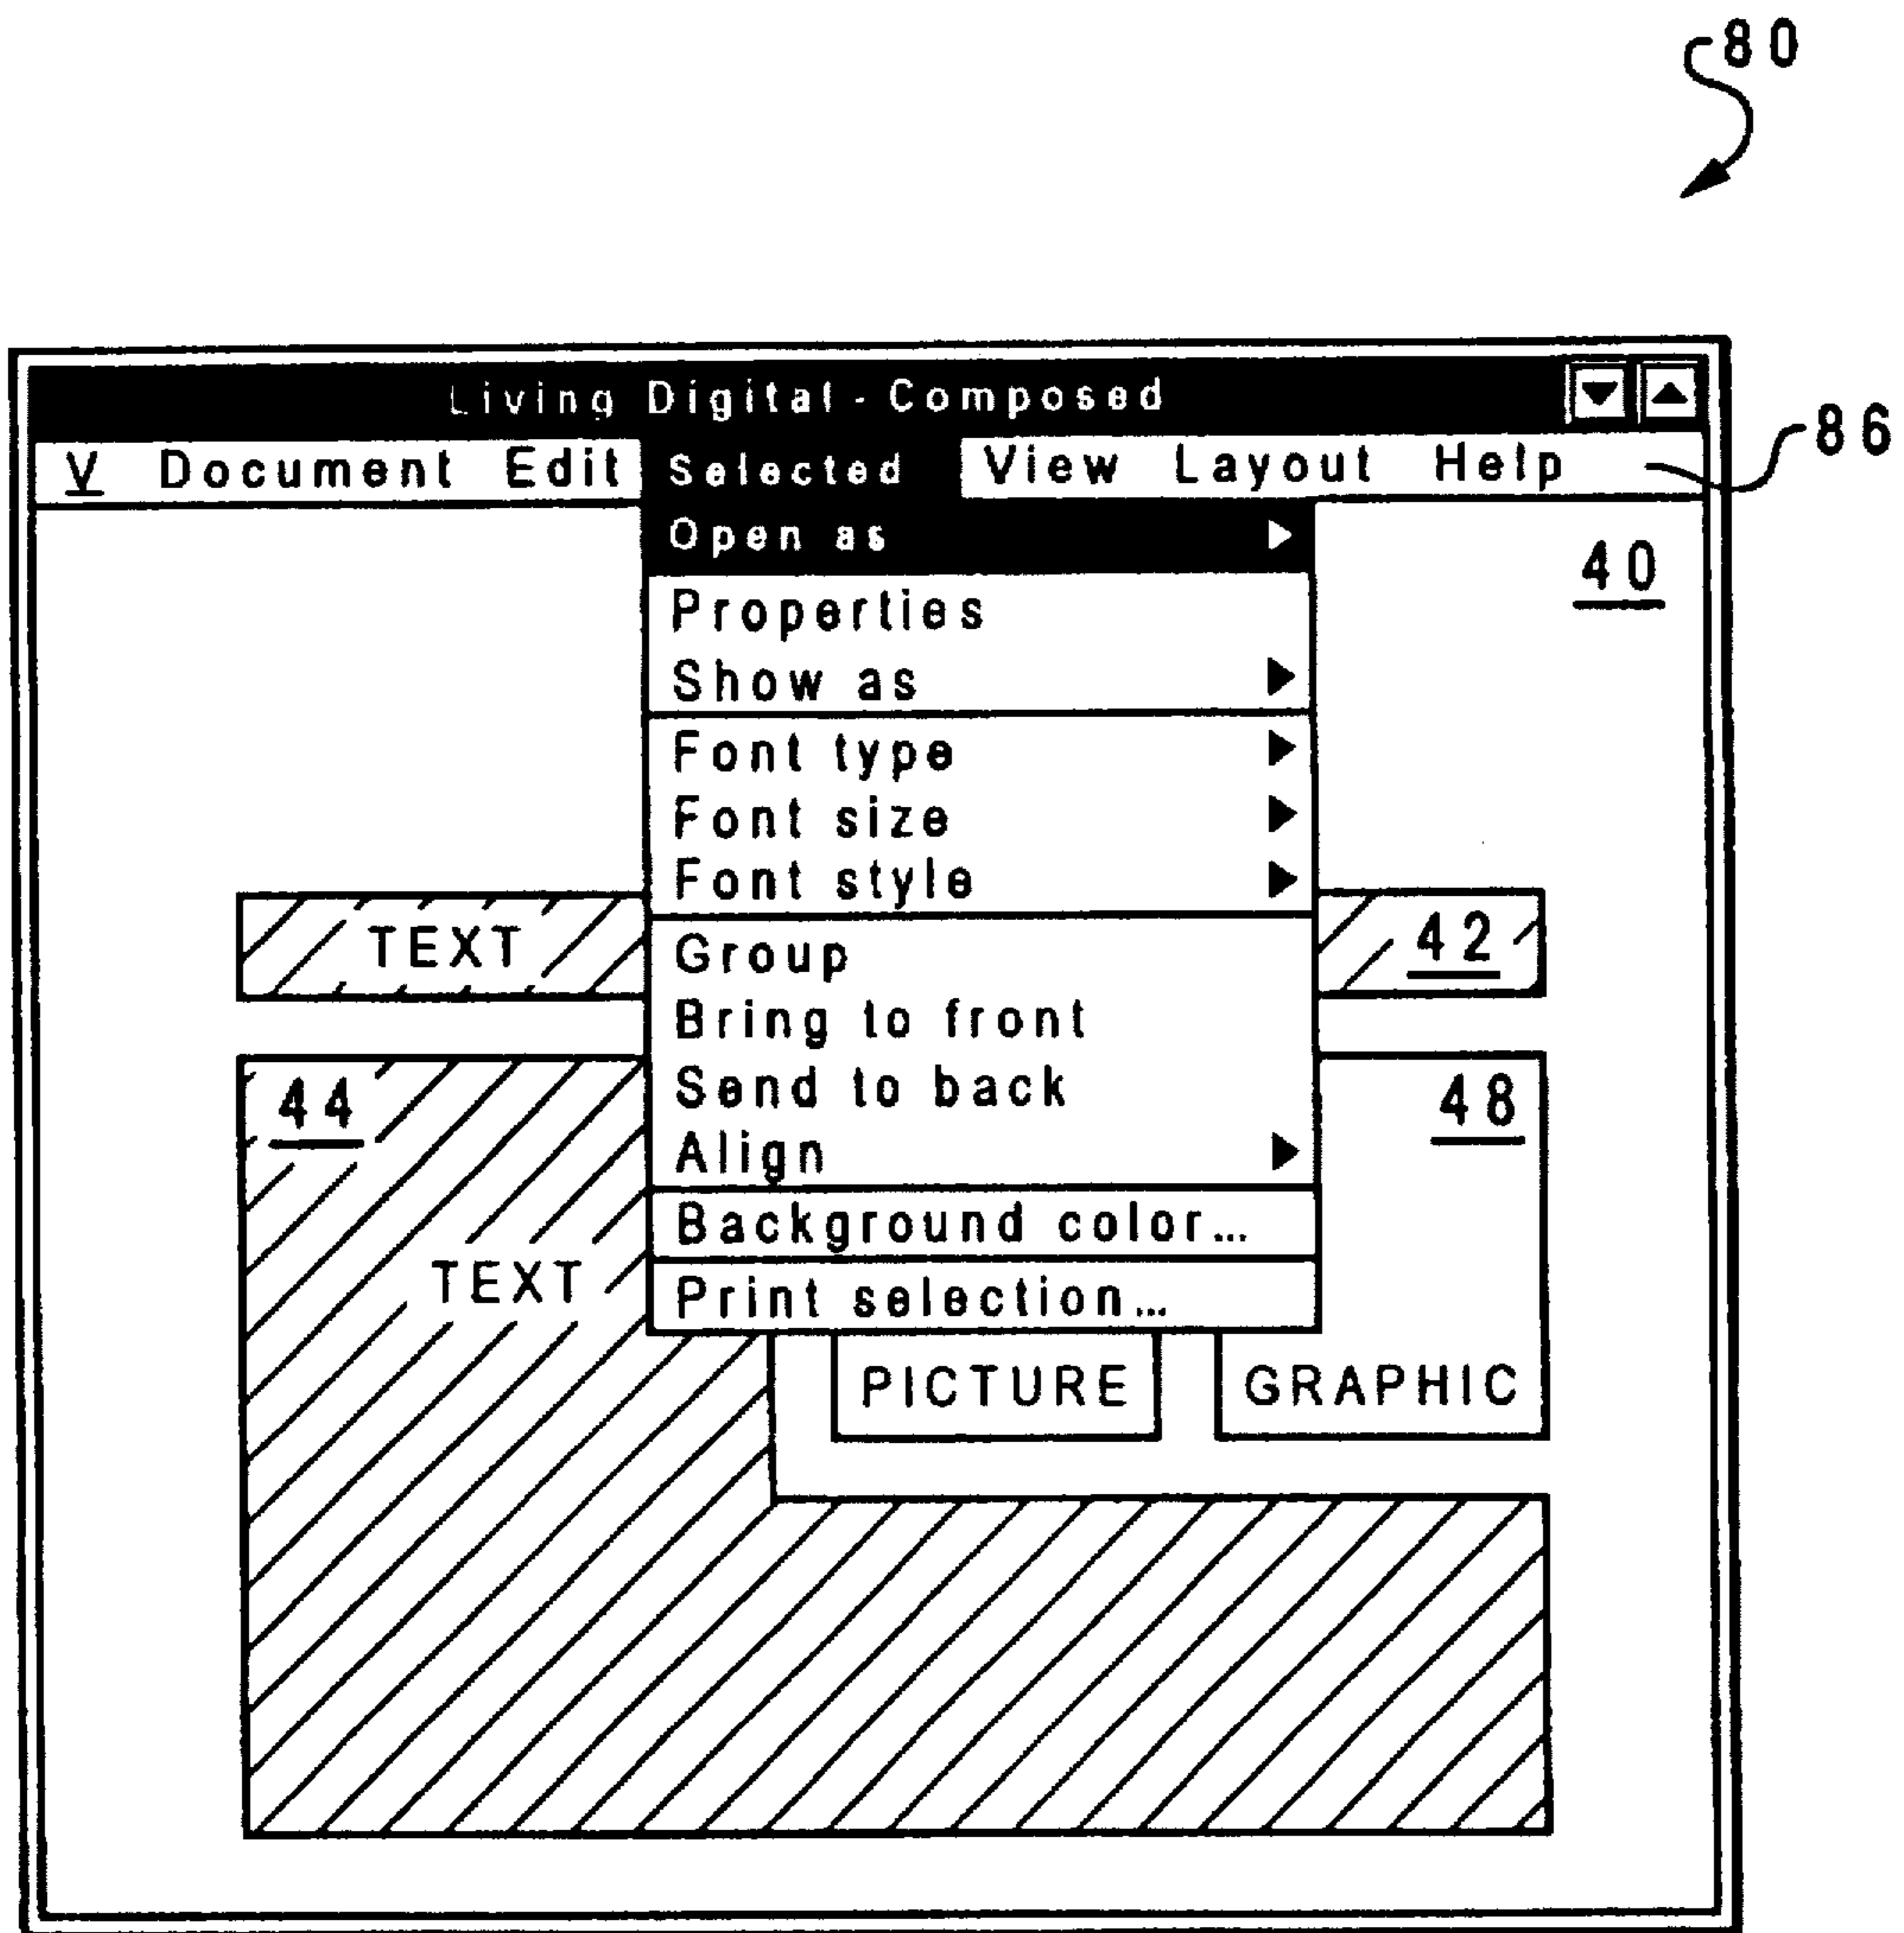 80
Living Digital - Composed
V Document Edit Selected View Layout Help
86
Open as
40
Properties
Show as
Font type
Font size
Font style
TEXT
42
Group
Bring to front
Send to back
Align
44
48
Background color...
TEXT
Print selection...
PICTURE
GRAPHIC